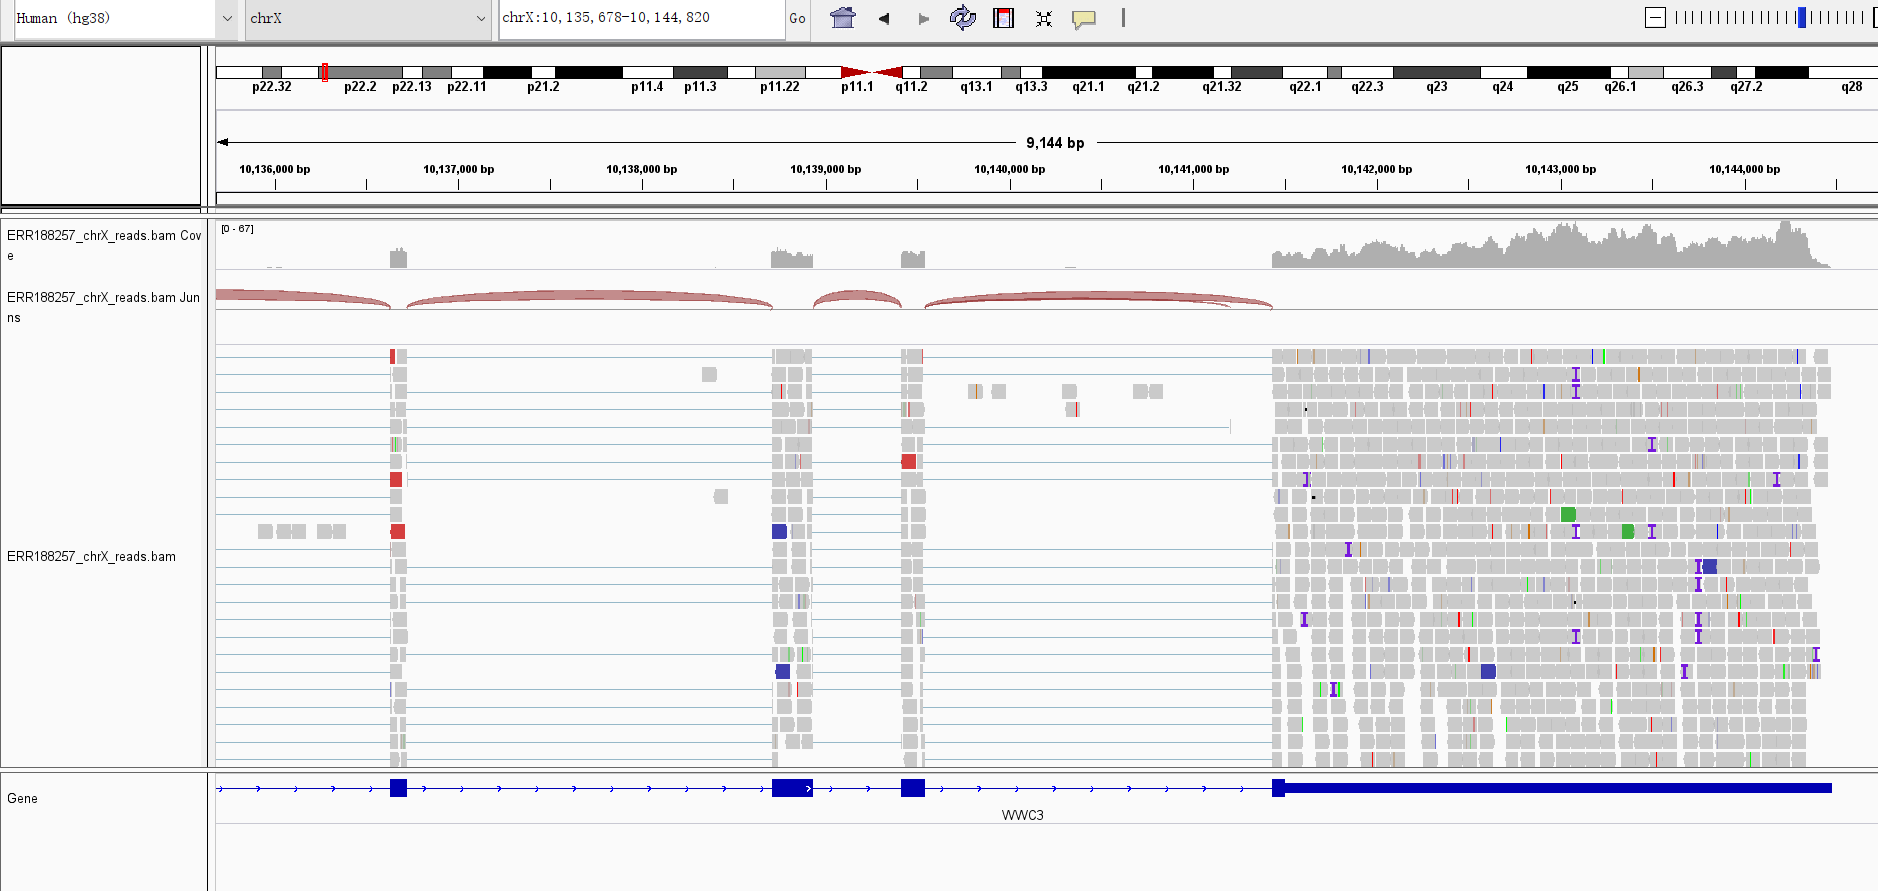 Human (hg38) chrX chrX:10,135,678-10,144,820 Go
p22.32 p22.2 p22.13 p22.11 p21.2 p11.4 p11.3 p11.22 p11.1 q11.2 q13.1 q13.3 q21.1 q21.2 q21.32 q22.1 q22.3 q23 q24 q25 q26.1 q26.3 q27.2 q28
9,144 bp
10,136,000 bp 10,137,000 bp 10,138,000 bp 10,139,000 bp 10,140,000 bp 10,141,000 bp 10,142,000 bp 10,143,000 bp 10,144,000 bp
[0 - 67]
ERR188257_chrX_reads.bam Cov
e
ERR188257_chrX_reads.bam Jun
ns
ERR188257_chrX_reads.bam
Gene
WWC3